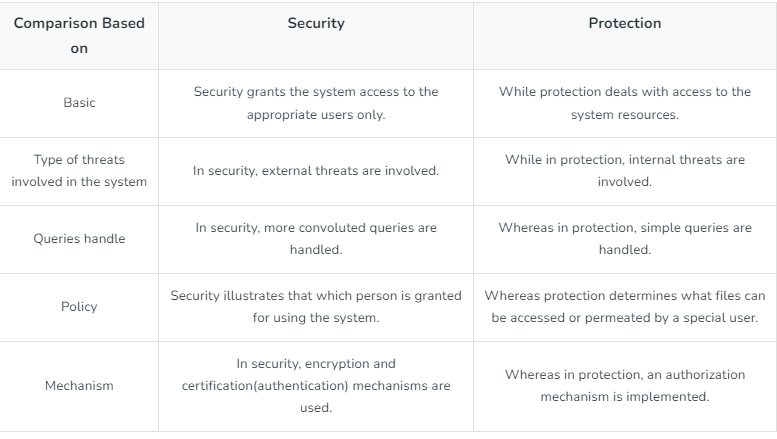 Comparison Based
on
Security
Protection
Basic
Security grants the system access to the
appropriate users only.
While protection deals with access to the
system resources.
Type of threats
involved in the system
In security, external threats are involved.
While in protection, internal threats are
involved.
Queries handle
In security, more convoluted queries are
handled.
Whereas in protection, simple queries are
handled.
Policy
Security illustrates that which person is granted
for using the system.
Whereas protection determines what files can
be accessed or permeated by a special user.
Mechanism
In security, encryption and
certification(authentication) mechanisms are
used.
Whereas in protection, an authorization
mechanism is implemented.